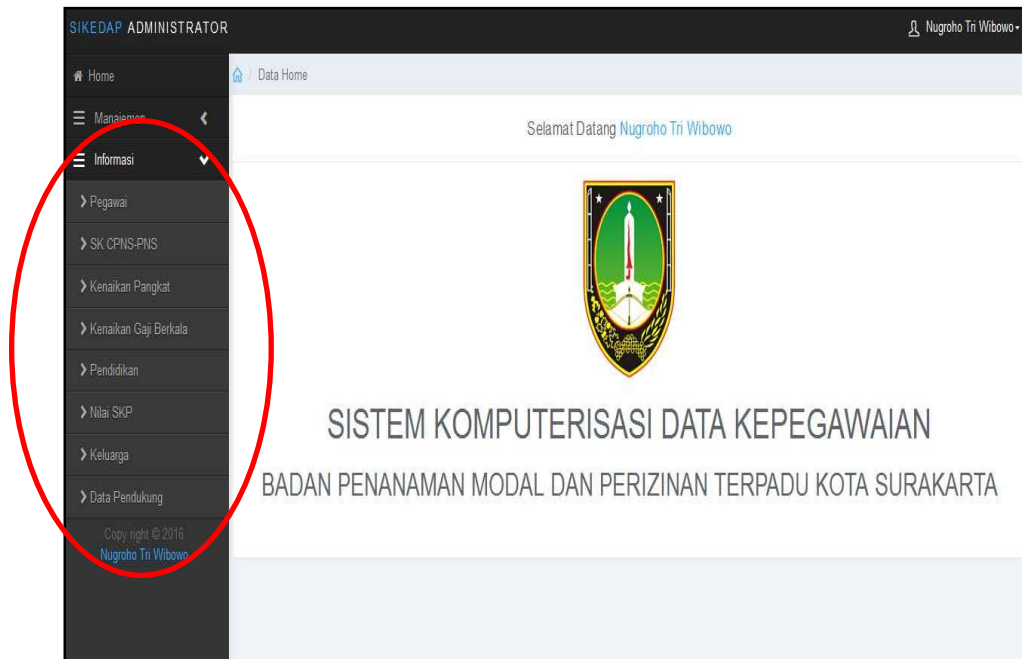 SIKEDAP ADMINISTRATOR
Nugroho Tri Wibowo
Home
/ Data Home
Manajemen
Selamat Datang Nugroho Tri Wibowo
Informasi
Pegawai
SK CPNS-PNS
Kenaikan Pangkat
Kenaikan Gaji Berkala
Pendidikan
Nilai SKP
Keluarga
Data Pendukung
Copy right © 2016
Nugroho Tri Wibowo
SISTEM KOMPUTERISASI DATA KEPEGAWAIAN
BADAN PENANAMAN MODAL DAN PERIZINAN TERPADU KOTA SURAKARTA